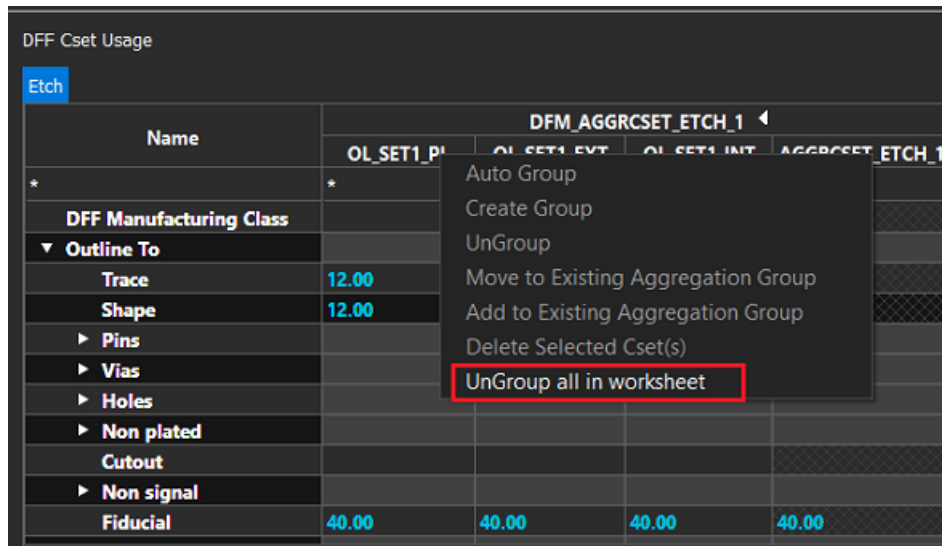 DFF Cset Usage
Etch
Name
DFM_AGGRCSET_ETCH_1
OL_SET1_PL OL_SET1_EXT OL_SET1_INT AGGRCSET_ETCH_1
* *
DFF Manufacturing Class
Outline To
Trace 12.00
Shape 12.00
Pins
Vias
Holes
Non plated
Cutout
Non signal
Fiducial 40.00 40.00 40.00 40.00
Auto Group
Create Group
UnGroup
Move to Existing Aggregation Group
Add to Existing Aggregation Group
Delete Selected Cset(s)
UnGroup all in worksheet